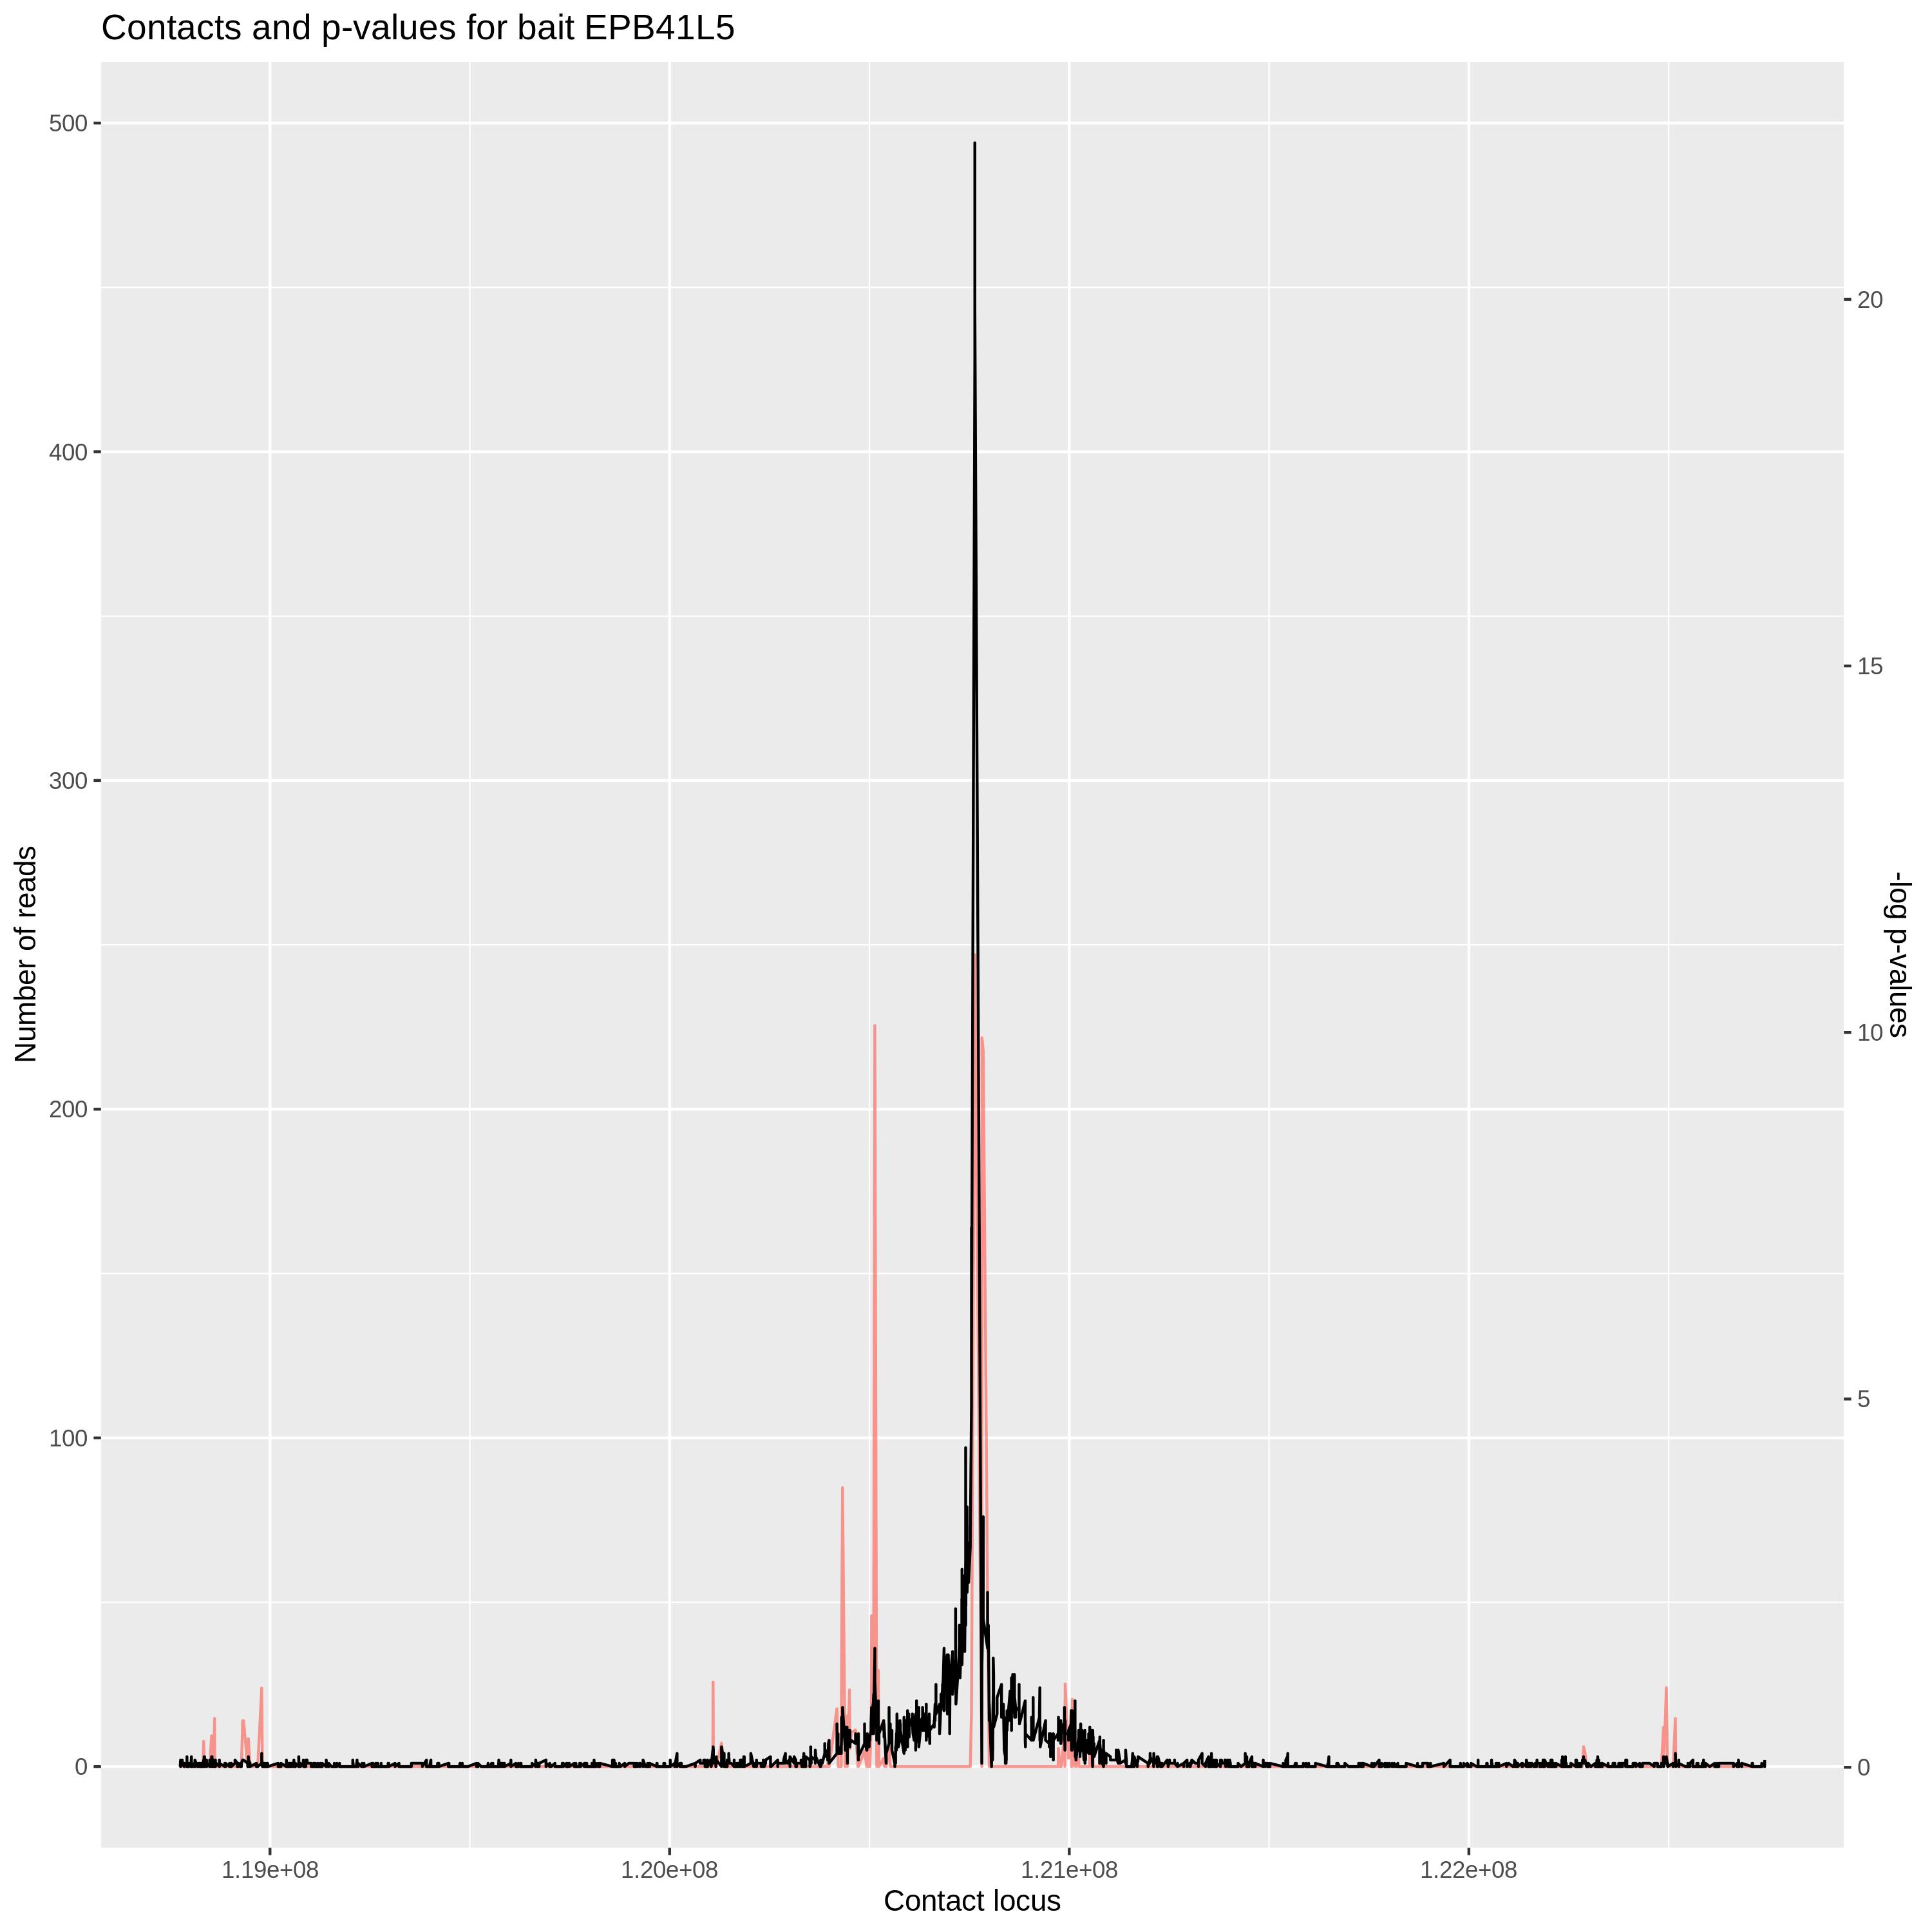 Contacts and p-values for bait EPB41L5
500
400
300
200
100
0
Number of reads
20
15
10
5
0
-log p-values
1.19e+08
1.20e+08
1.21e+08
1.22e+08
Contact locus